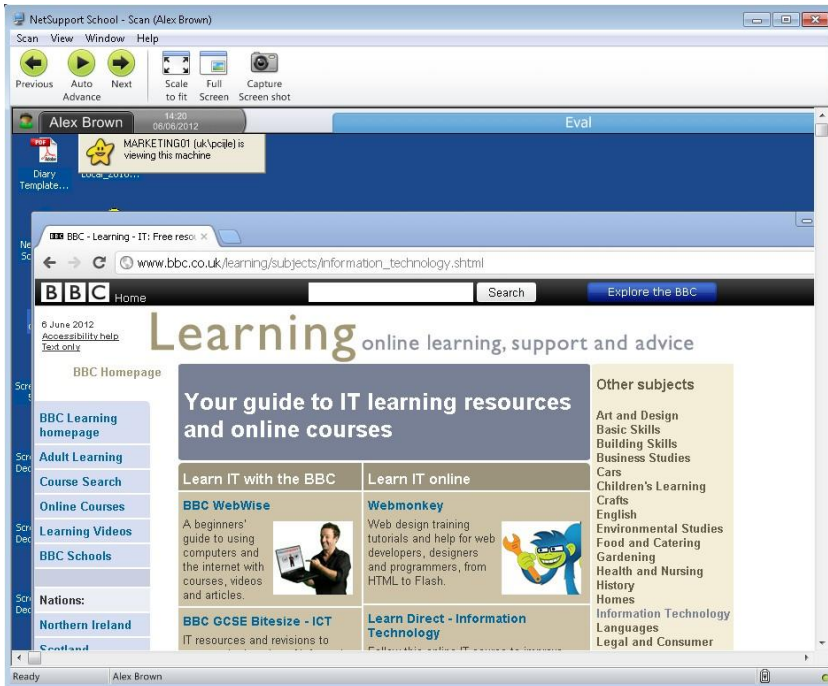 NetSupport School - Scan (Alex Brown)
Scan View Window Help
Previous
Auto Advance
Next
Scale to fit
Full Screen
Capture Screen shot
Alex Brown
14:20
06/06/2012
Eval
MARKETING01 (uk\pcijle) is
viewing this machine
PDF
Diary
Template...
BBC - Learning - IT: Free
www.bbc.co.uk/learning/subjects/information_technology.shtml
BBC Home
Search
Explore the BBC
6 June 2012
Accessibility help
Text only
Learning online learning, support and advice
BBC Homepage
BBC Learning
homepage
Adult Learning
Course Search
Online Courses
Learning Videos
BBC Schools
Nations:
Northern Ireland
Scotland
Your guide to IT learning resources
and online courses
Learn IT with the BBC
BBC WebWise
A beginners'
guide to using
computers and
the internet with
courses, videos
and articles.
BBC GCSE Bitesize - ICT
IT resources and revisions to
Learn IT online
Webmonkey
Web design training
tutorials and help for web
developers, designers
and programmers, from
HTML to Flash.
Learn Direct - Information
Technology
Follow this online IT course to improve
Other subjects
Art and Design
Basic Skills
Building Skills
Business Studies
Cars
Children's Learning
Crafts
English
Environmental Studies
Food and Catering
Gardening
Health and Nursing
History
Homes
Information Technology
Languages
Legal and Consumer
Ready
Alex Brown